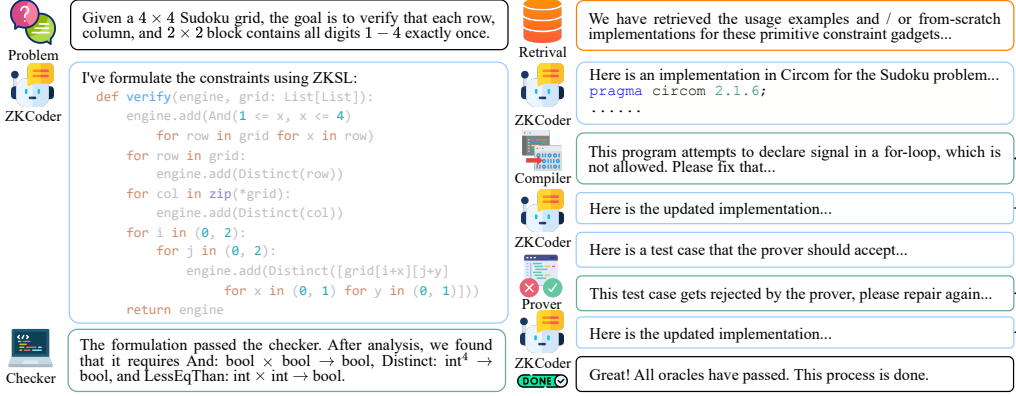 Problem
Given a 4 × 4 Sudoku grid, the goal is to verify that each row,
column, and 2 × 2 block contains all digits 1 − 4 exactly once.
ZKCoder
I've formulate the constraints using ZKSL:
def verify(engine, grid: List[List]):
engine.add(And(1 <= x, x <= 4)
for row in grid for x in row)
for row in grid:
engine.add(Distinct(row))
for col in zip(*grid):
engine.add(Distinct(col))
for i in (0, 2):
for j in (0, 2):
engine.add(Distinct([grid[i+x][j+y]
for x in (0, 1) for y in (0, 1)]))
return engine
Checker
The formulation passed the checker. After analysis, we found
that it requires And: bool × bool → bool, Distinct: int⁴ →
bool, and LessEqThan: int × int → bool.
Retrival
We have retrieved the usage examples and / or from-scratch
implementations for these primitive constraint gadgets...
ZKCoder
Here is an implementation in Circom for the Sudoku problem...
pragma circom 2.1.6;
......
Compiler
This program attempts to declare signal in a for-loop, which is
not allowed. Please fix that...
ZKCoder
Here is the updated implementation...
Here is a test case that the prover should accept...
Prover
This test case gets rejected by the prover, please repair again...
ZKCoder
Here is the updated implementation...
DONE
Great! All oracles have passed. This process is done.